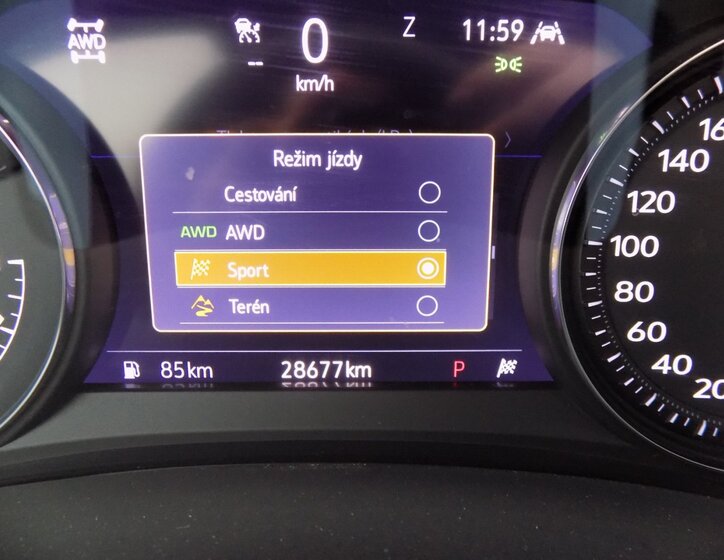 AWD
0
Z
11:59
--
km/h
Režim jízdy
Cestování
AWD AWD
Sport
Terén
85km
28677km
P
140
120
100
80
60
40
20